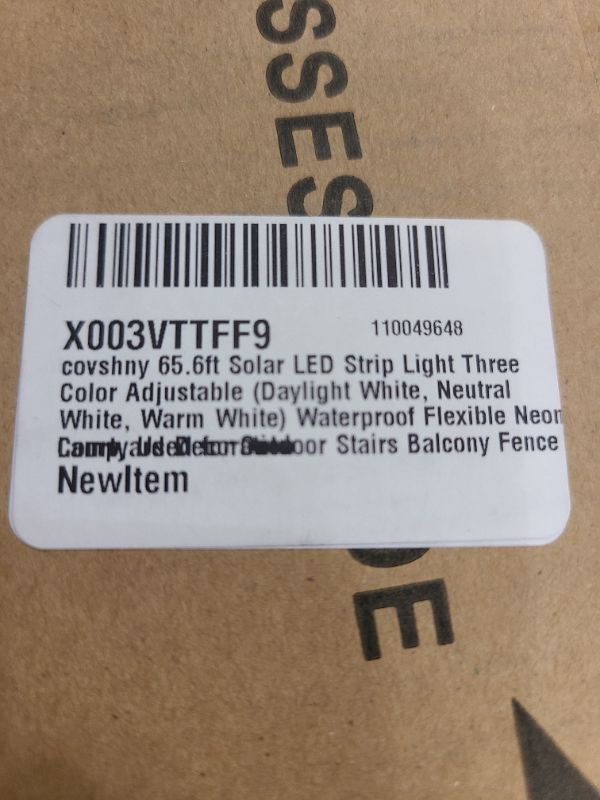 SSES
X003VTTFF9 110049648
covshny 65.6ft Solar LED Strip Light Three
Color Adjustable (Daylight White, Neutral
White, Warm White) Waterproof Flexible Neon
Stairs Balcony Fence
NewItem
DE